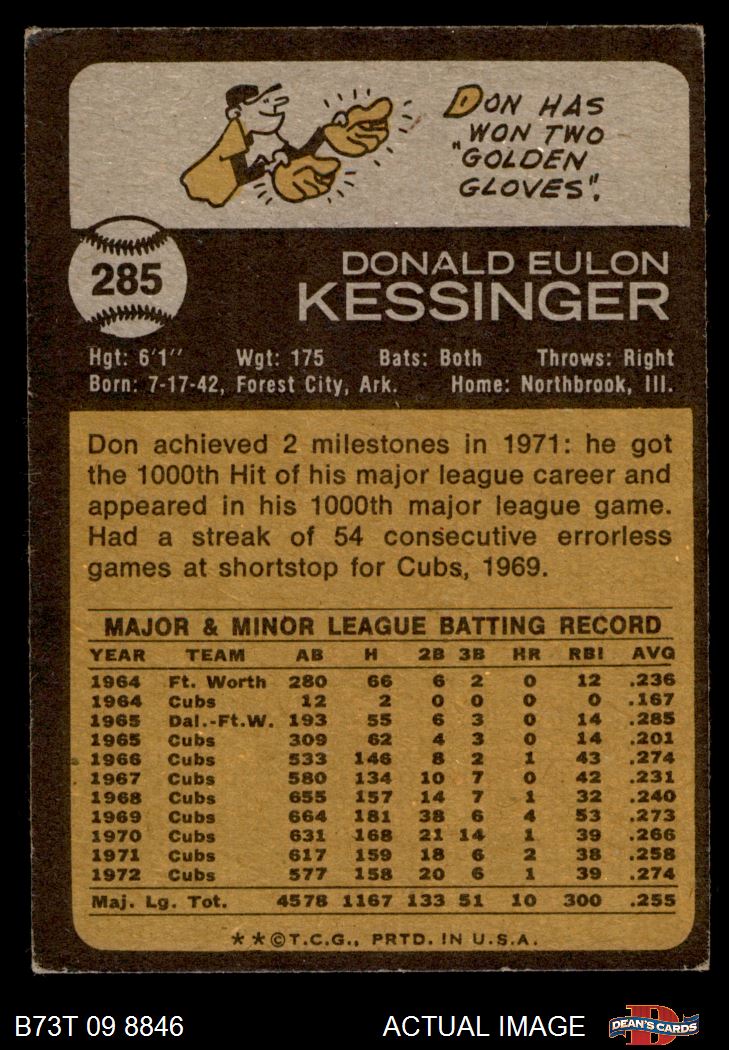 DON HAS
WON TWO
"GOLDEN
GLOVES".
285
DONALD EULON
KESSINGER
Hgt: 6'1" Wgt: 175 Bats: Both Throws: Right
Born: 7-17-42, Forest City, Ark. Home: Northbrook, Ill.
Don achieved 2 milestones in 1971: he got
the 1000th Hit of his major league career and
appeared in his 1000th major league game.
Had a streak of 54 consecutive errorless
games at shortstop for Cubs, 1969.
MAJOR & MINOR LEAGUE BATTING RECORD
YEAR TEAM AB H 2B 3B HR RBI AVG
1964 Ft. Worth 280 66 6 2 0 12 .236
1964 Cubs 12 2 0 0 0 0 .167
1965 Dal.-Ft.W. 193 55 6 3 0 14 .285
1965 Cubs 309 62 4 3 0 14 .201
1966 Cubs 533 146 8 2 1 43 .274
1967 Cubs 580 134 10 7 0 42 .231
1968 Cubs 655 157 14 7 1 32 .240
1969 Cubs 664 181 38 6 4 53 .273
1970 Cubs 631 168 21 14 1 39 .266
1971 Cubs 617 159 18 6 2 38 .258
1972 Cubs 577 158 20 6 1 39 .274
Maj. Lg. Tot. 4578 1167 133 51 10 300 .255
* * © T.C.G., PRTD. IN U.S.A.
B73T 09 8846 ACTUAL IMAGE D DEAN'S CARDS